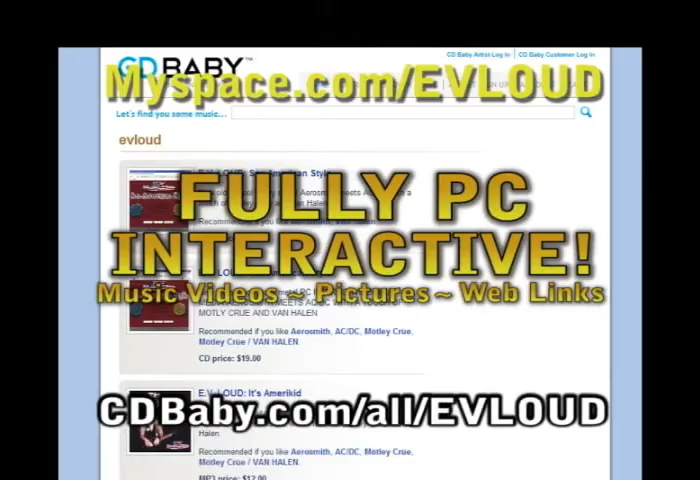 CD Baby Artist Log In | CD Baby Customer Log In
CD BABY™
Myspace.com/EVLOUD
Let's find you some music...
evloud
FULLY PC
INTERACTIVE!
Music Videos ~ Pictures ~ Web Links
MOTLY CRUE AND VAN HALEN
Recommended if you like Aerosmith, AC/DC, Motley Crue,
Motley Crue / VAN HALEN.
CD price: $19.00
E.V. LOUD: It's Amerikid
CDBaby.com/all/EVLOUD
Halen.
Recommended if you like Aerosmith, AC/DC, Motley Crue,
Motley Crue / VAN HALEN.
MP3 price: $12.00